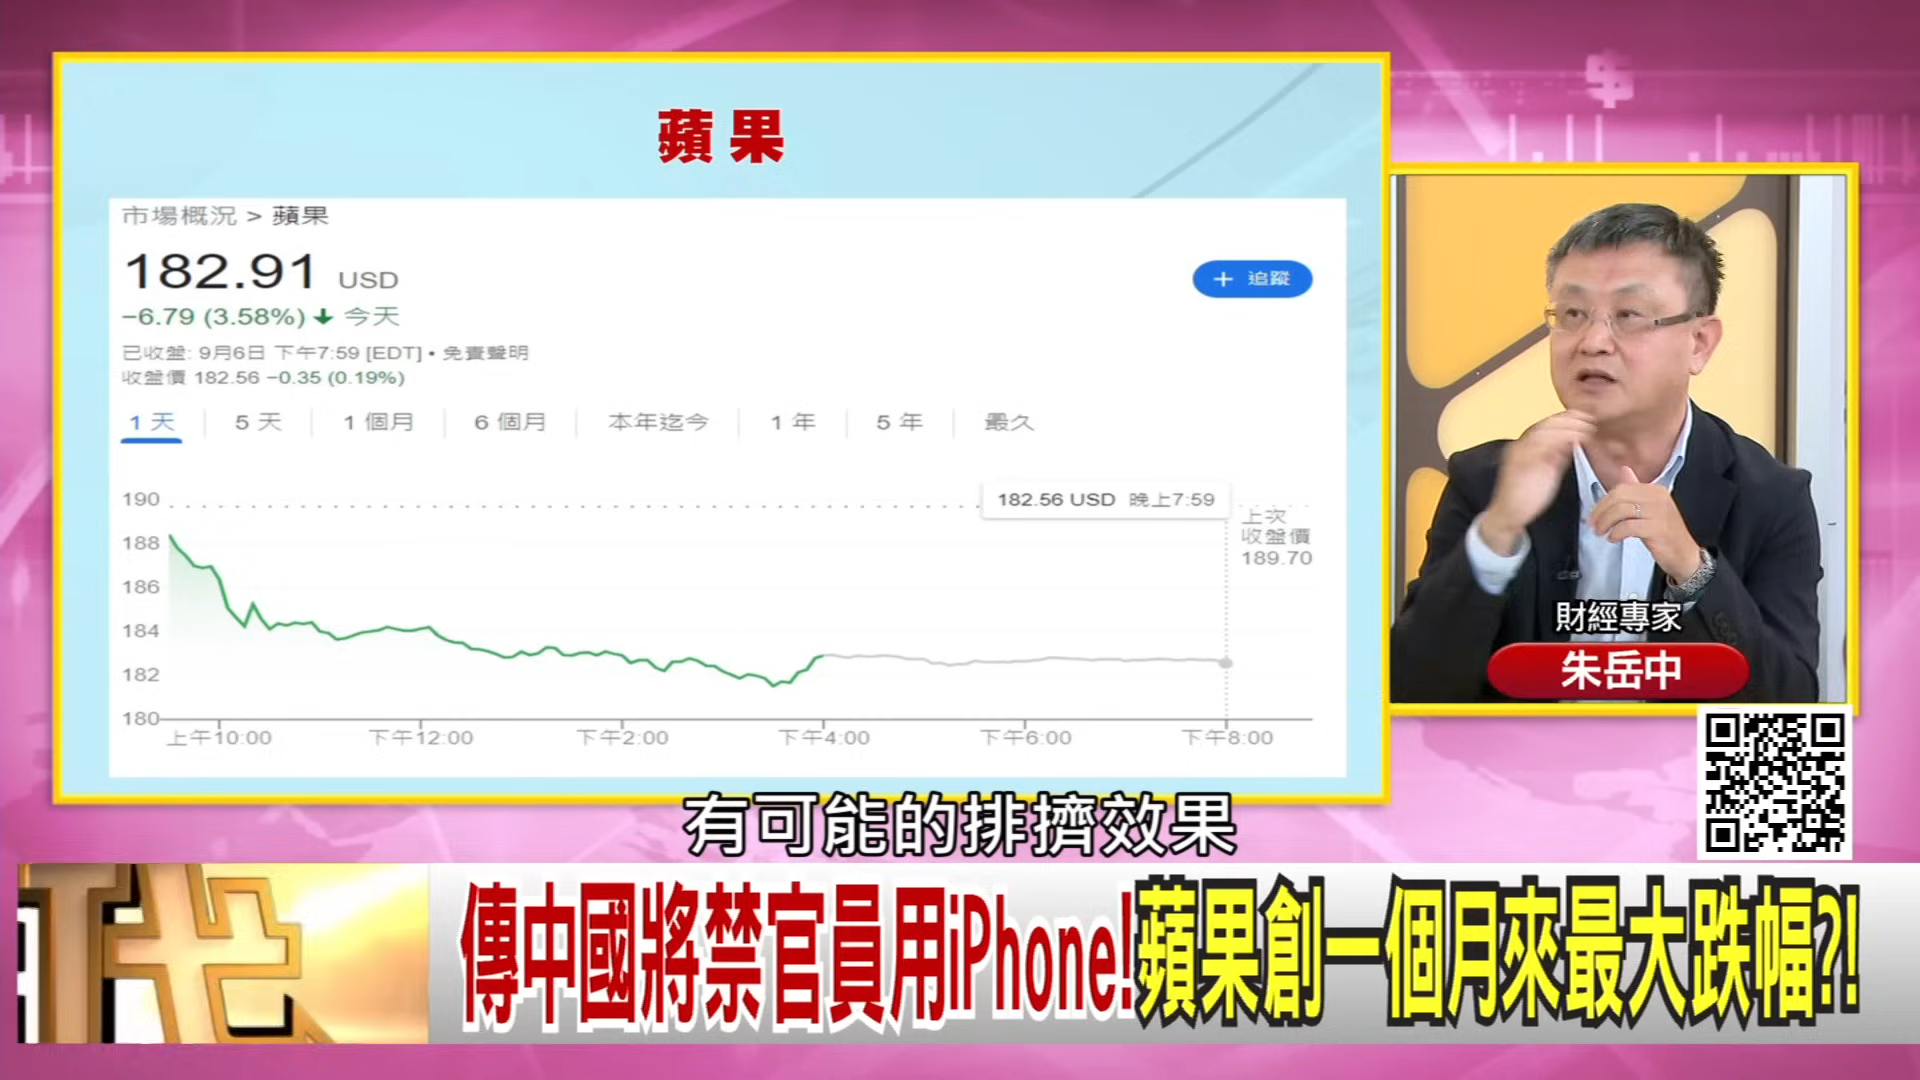 蘋果
市場概況 > 蘋果
182.91 USD
+ 追蹤
−6.79 (3.58%) ↓ 今天
已收盤: 9月6日 下午7:59 [EDT] • 免責聲明
收盤價 182.56 −0.35 (0.19%)
1 天 5 天 1 個月 6 個月 本年迄今 1 年 5 年 最久
182.56 USD 晚上7:59
上次
收盤價
189.70
190
188
186
184
182
180
上午10:00 下午12:00 下午2:00 下午4:00 下午6:00 下午8:00
財經專家
朱岳中
有可能的排擠效果
傳中國將禁官員用iPhone!蘋果創一個月來最大跌幅?!